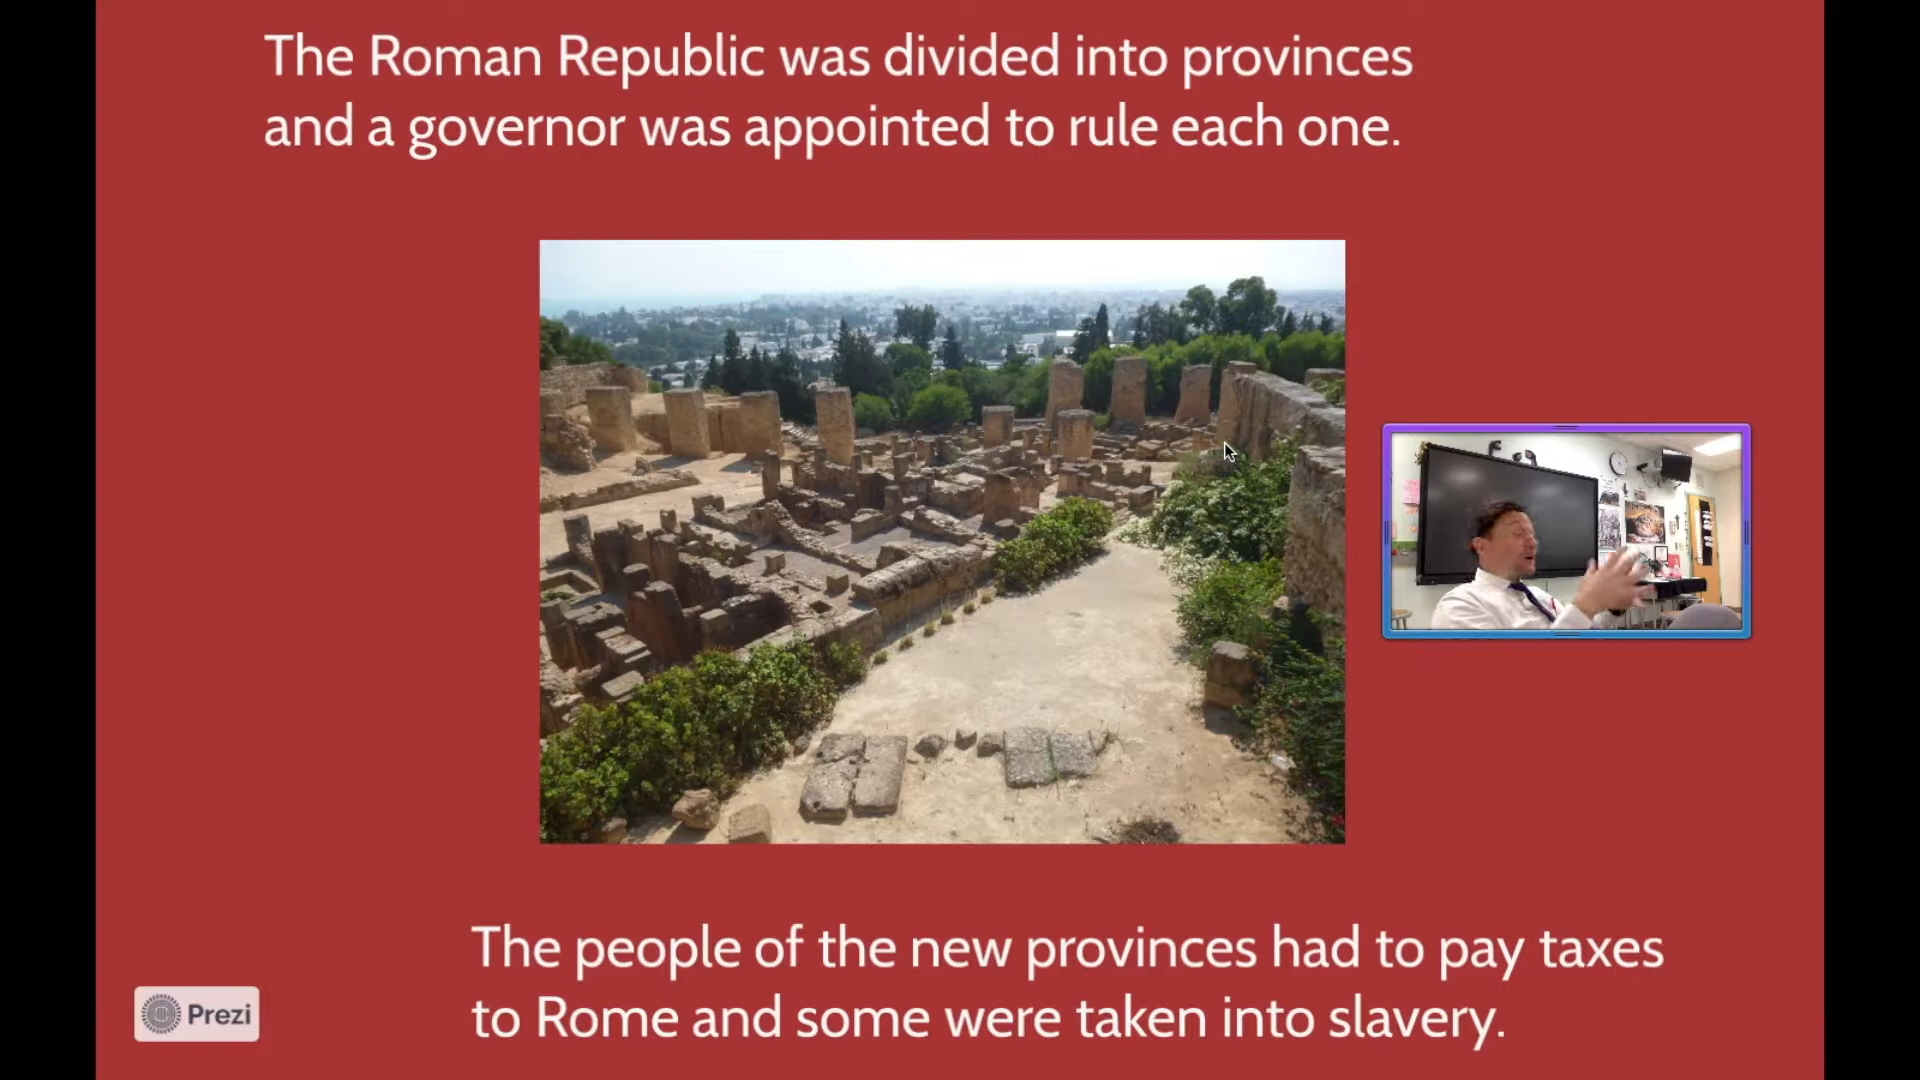 The Roman Republic was divided into provinces
and a governor was appointed to rule each one.
The people of the new provinces had to pay taxes
to Rome and some were taken into slavery.
Prezi